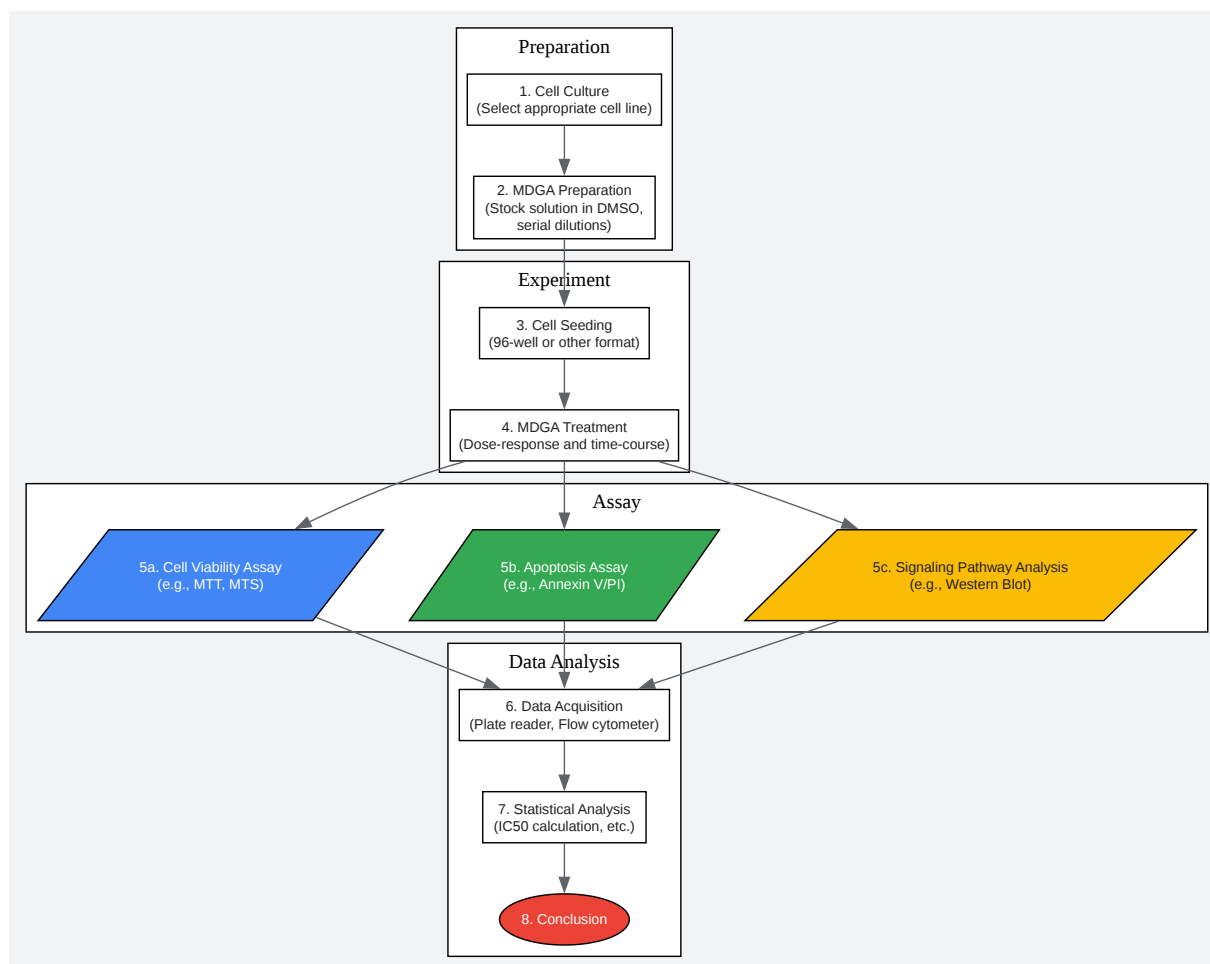 Preparation
1. Cell Culture
(Select appropriate cell line)
2. MDGA Preparation
(Stock solution in DMSO,
serial dilutions)
Experiment
3. Cell Seeding
(96-well or other format)
4. MDGA Treatment
(Dose-response and time-course)
Assay
5a. Cell Viability Assay
(e.g., MTT, MTS)
5b. Apoptosis Assay
(e.g., Annexin V/PI)
5c. Signaling Pathway Analysis
(e.g., Western Blot)
Data Analysis
6. Data Acquisition
(Plate reader, Flow cytometer)
7. Statistical Analysis
(IC50 calculation, etc.)
8. Conclusion